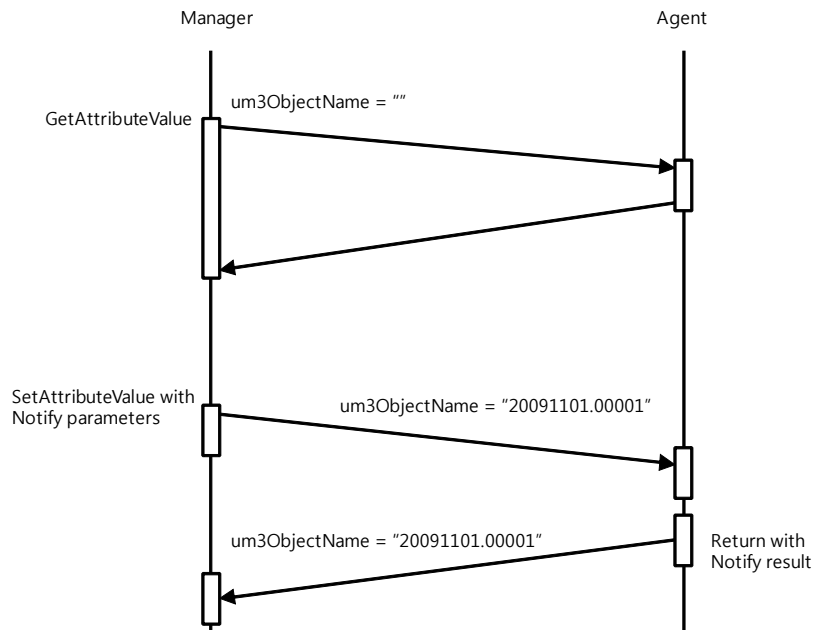 Manager
Agent
um3ObjectName = “”
GetAttributeValue
SetAttributeValue with
Notify parameters
um3ObjectName = “20091101.00001”
um3ObjectName = “20091101.00001”
Return with
Notify result